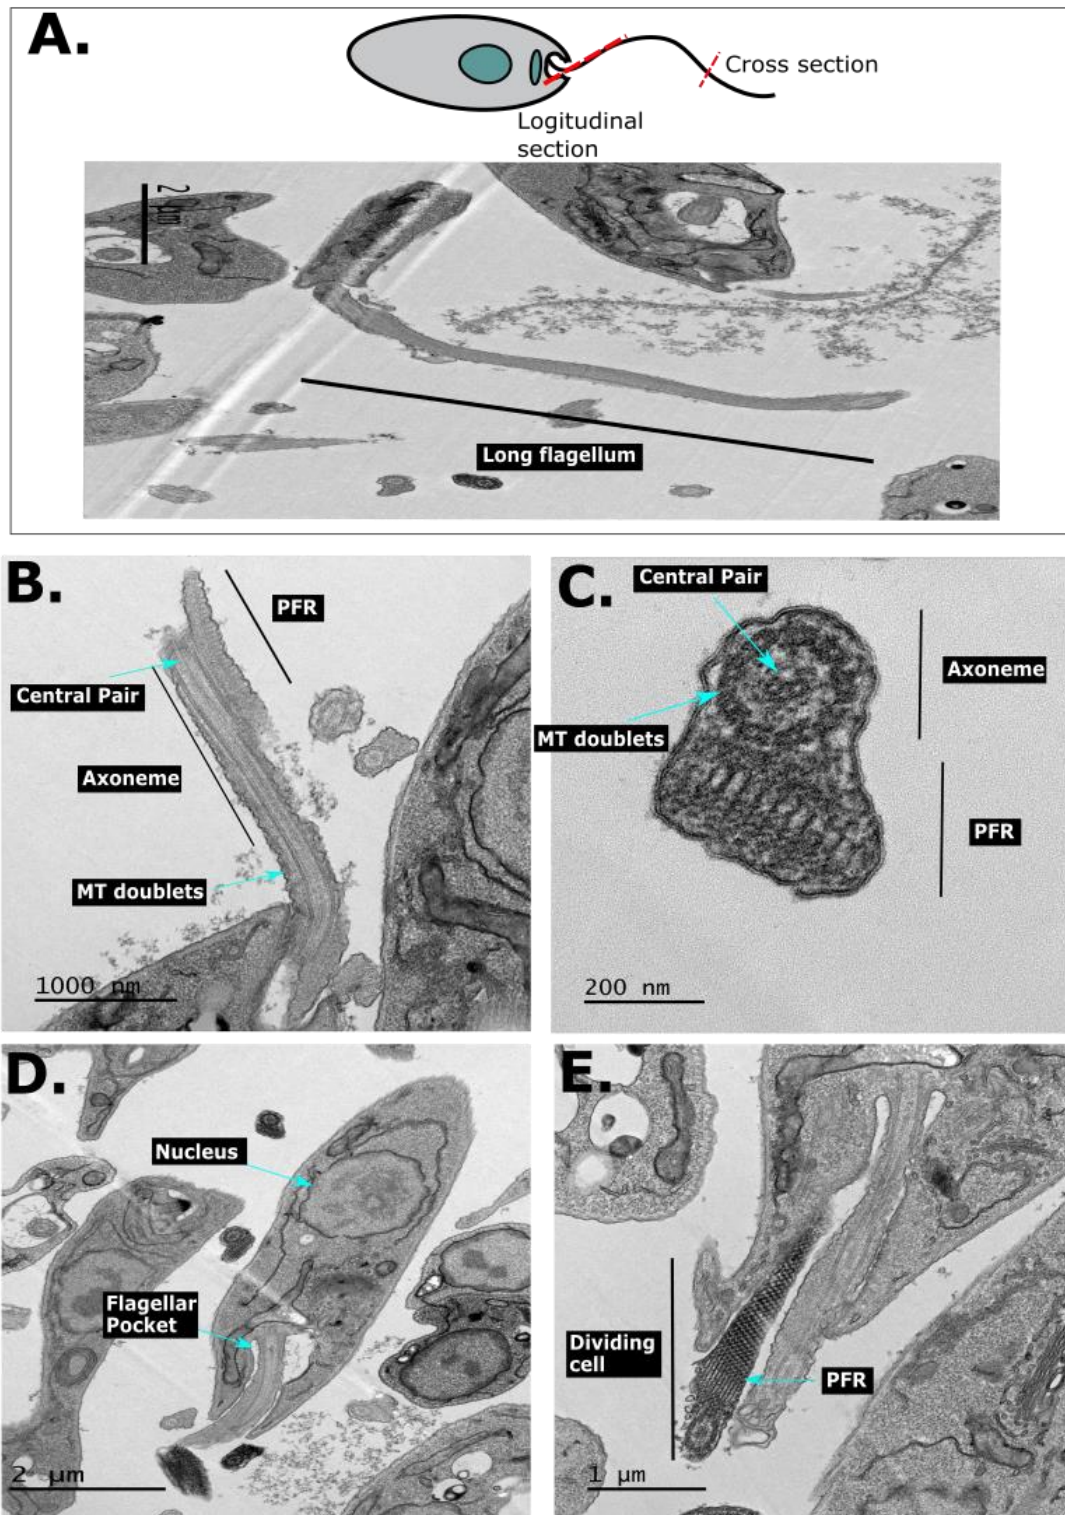 A.
Cross section
Logitudinal
section
2 µm
Long flagellum
B.
PFR
Central Pair
Axoneme
MT doublets
1000 nm
C.
Central Pair
Axoneme
MT doublets
PFR
200 nm
D.
Nucleus
Flagellar
Pocket
2 µm
E.
Dividing
cell
PFR
1 µm